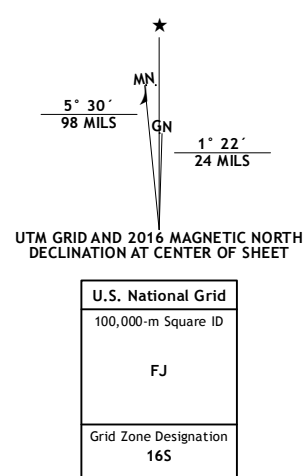 ★
MN.
5° 30´
98 MILS
GN
1° 22´
24 MILS
UTM GRID AND 2016 MAGNETIC NORTH
DECLINATION AT CENTER OF SHEET
U.S. National Grid
100,000-m Square ID
FJ
Grid Zone Designation
16S